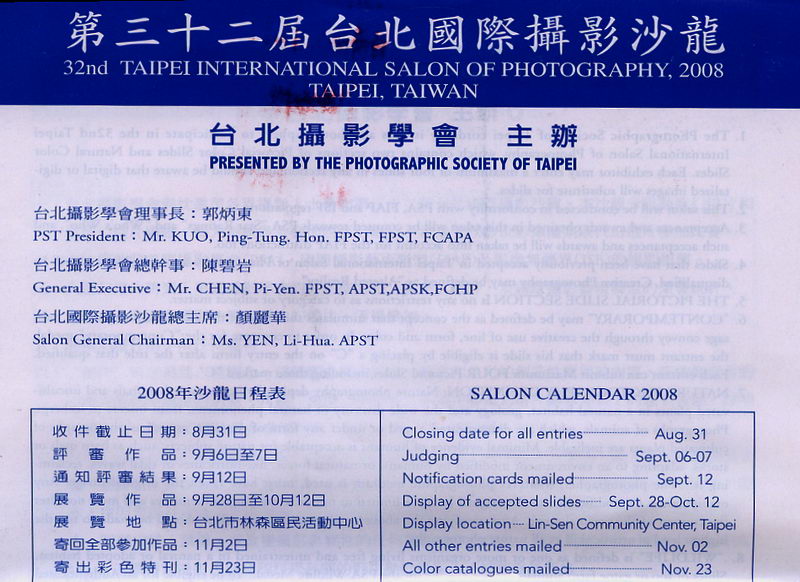 第三十二屆台北國際攝影沙龍
32nd TAIPEI INTERNATIONAL SALON OF PHOTOGRAPHY, 2008
TAIPEI, TAIWAN
台北攝影學會 主辦
PRESENTED BY THE PHOTOGRAPHIC SOCIETY OF TAIPEI
台北攝影學會理事長：郭炳東
PST President：Mr. KUO, Ping-Tung. Hon. FPST, FPST, FCAPA
台北攝影學會總幹事：陳碧岩
General Executive：Mr. CHEN, Pi-Yen. FPST, APST,APSK,FCHP
台北國際攝影沙龍總主席：顏麗華
Salon General Chairman：Ms. YEN, Li-Hua. APST
2008年沙龍日程表
收件截止日期：8月31日
評審作品：9月6日至7日
通知評審結果：9月12日
展覽作品：9月28日至10月12日
展覽地點：台北市林森區民活動中心
寄回全部參加作品：11月2日
寄出彩色特刊：11月23日
SALON CALENDAR 2008
Closing date for all entries Aug. 31
Judging Sept. 06-07
Notification cards mailed Sept. 12
Display of accepted slides Sept. 28-Oct. 12
Display location Lin-Sen Community Center, Taipei
All other entries mailed Nov. 02
Color catalogues mailed Nov. 23